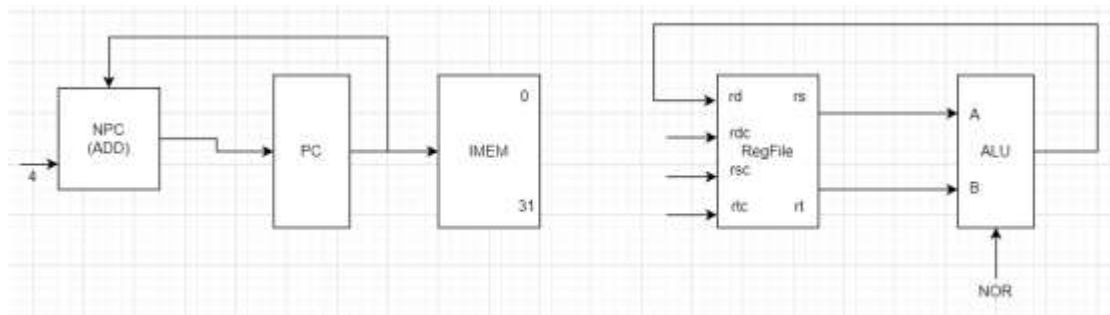 NPC
(ADD)
4
PC
0
IMEM
31
rd rs
rdc
RegFile
rsc
rtc rt
A
ALU
B
NOR